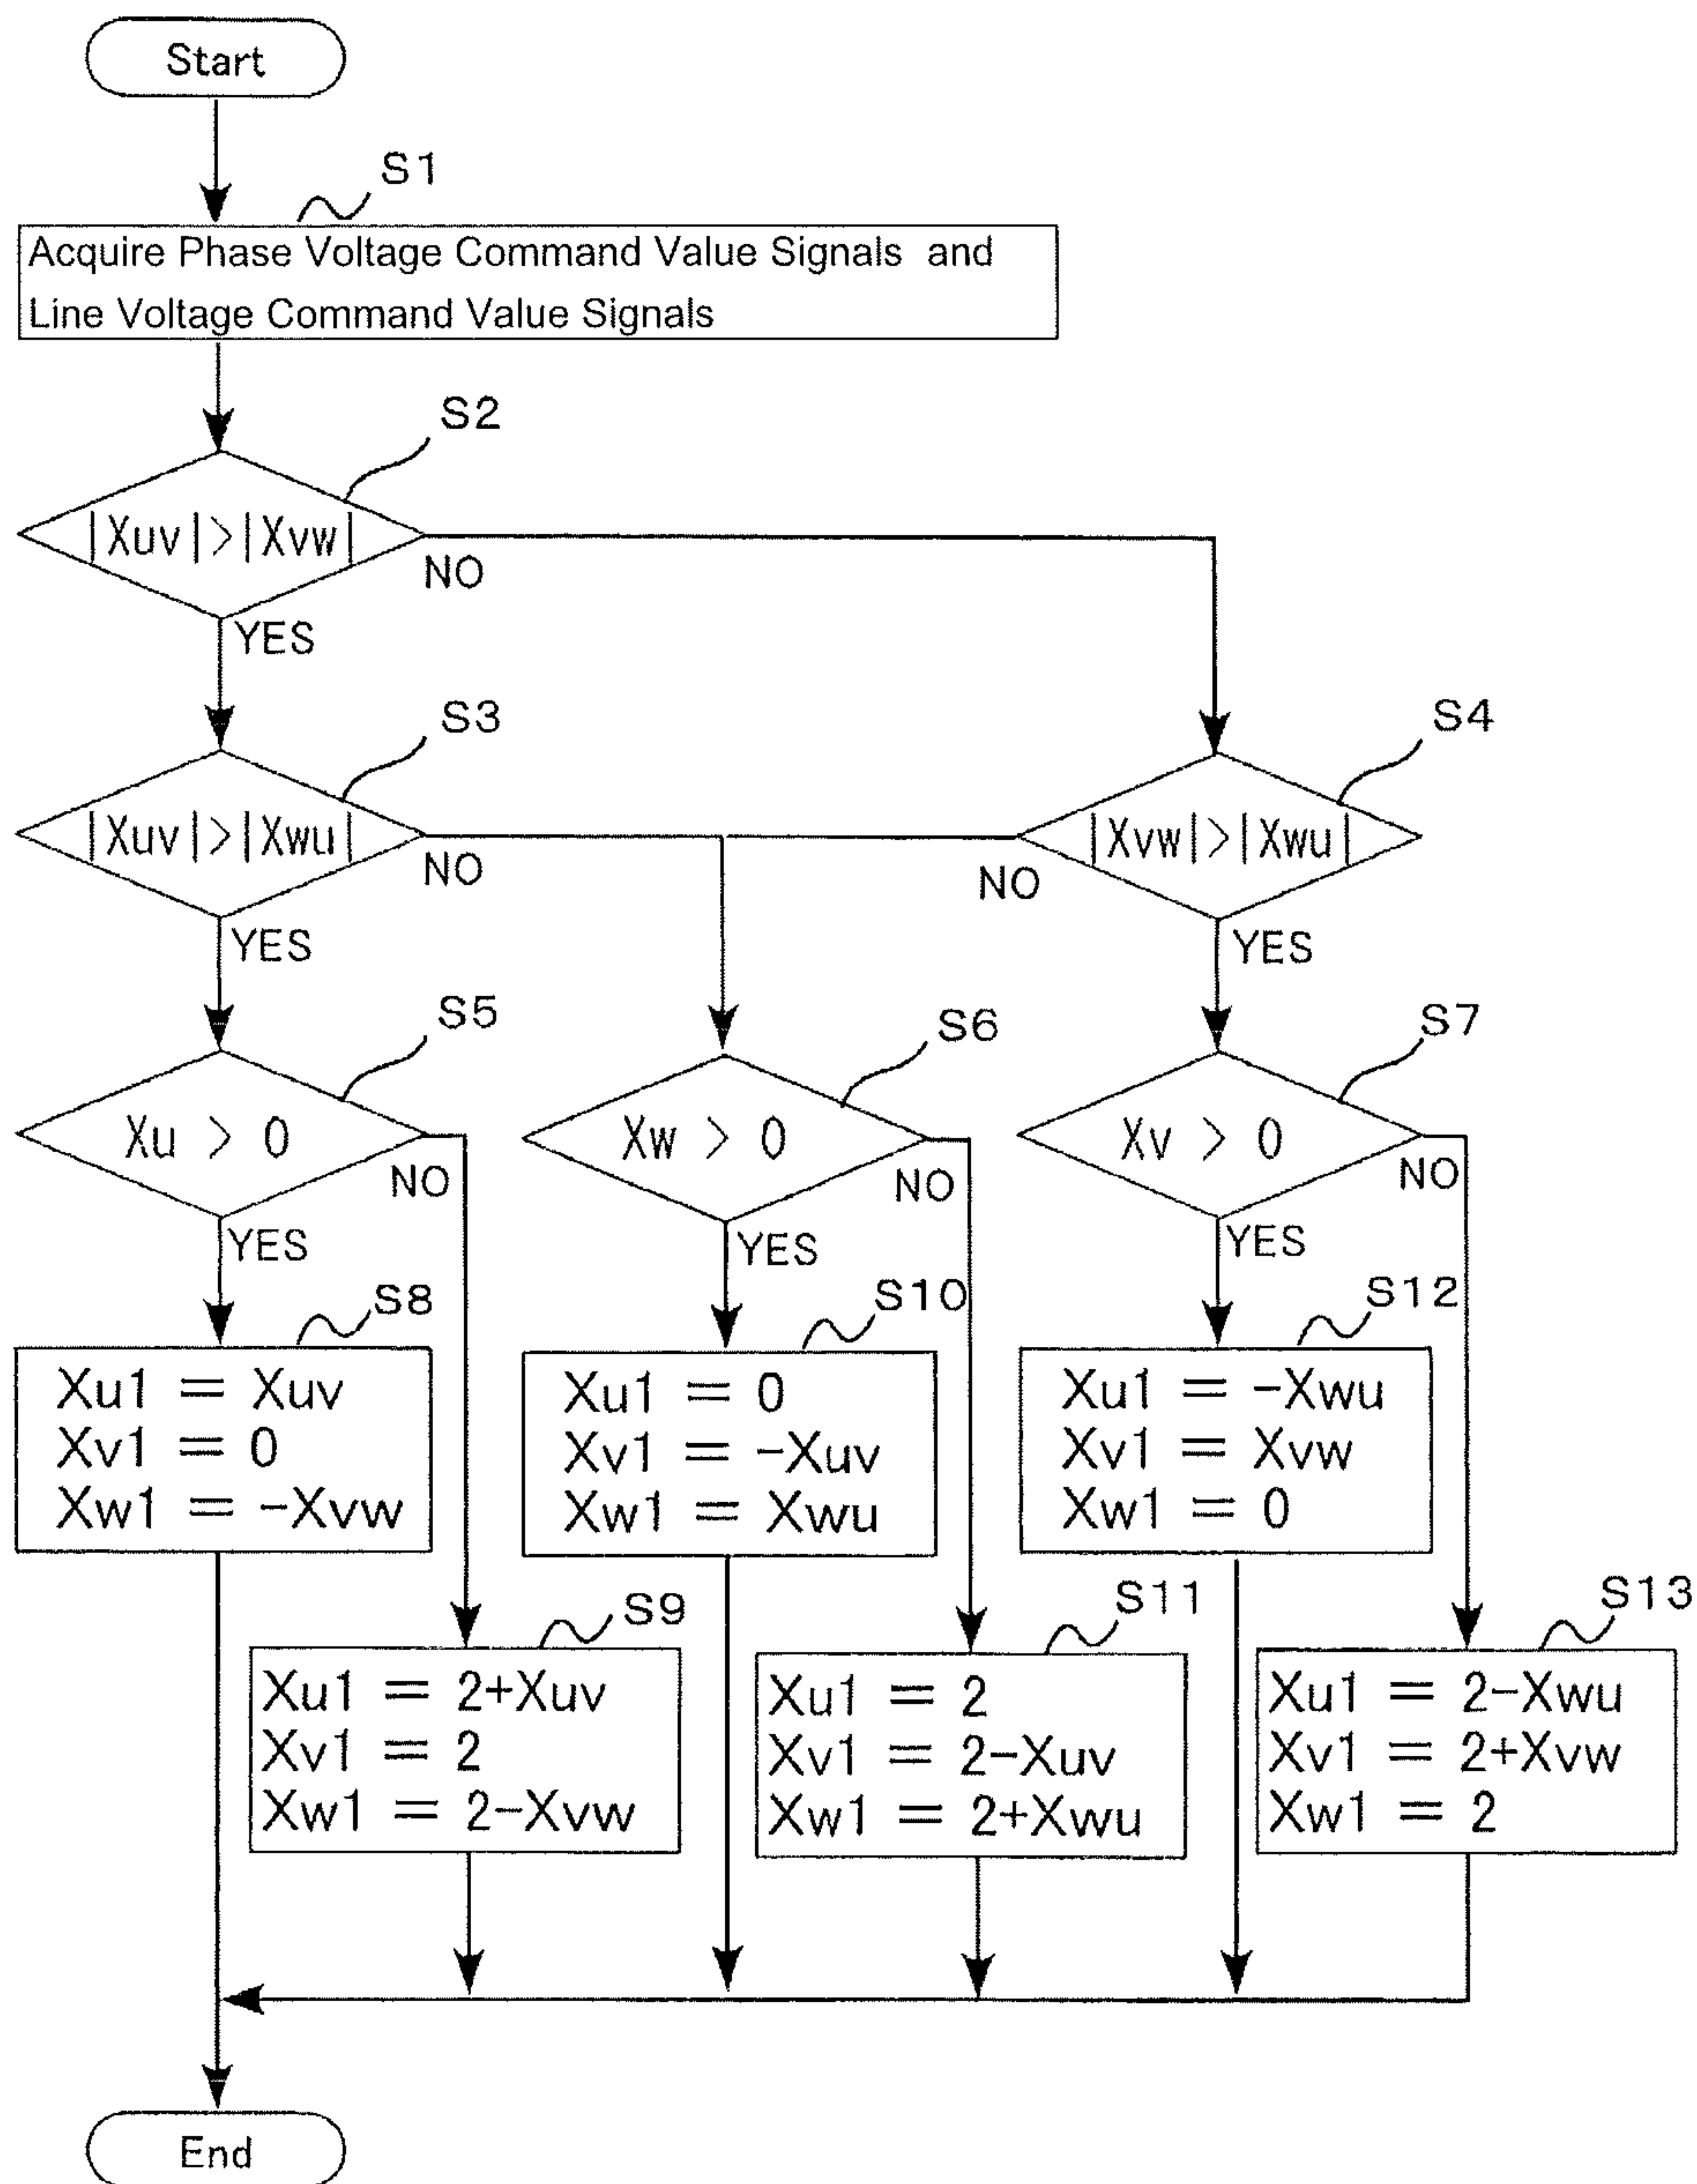 Start
S1
Acquire Phase Voltage Command Value Signals and
Line Voltage Command Value Signals
S2
|Xuv|>|Xvw|
NO
YES
S3
|Xuv|>|Xwu|
NO
YES
S4
|Xvw|>|Xwu|
NO
YES
S5
Xu > 0
NO
YES
S6
Xw > 0
NO
YES
S7
Xv > 0
NO
YES
S8
Xu1 = Xuv
Xv1 = 0
Xw1 = -Xvw
S10
Xu1 = 0
Xv1 = -Xuv
Xw1 = Xwu
S12
Xu1 = -Xwu
Xv1 = Xvw
Xw1 = 0
S9
Xu1 = 2+Xuv
Xv1 = 2
Xw1 = 2-Xvw
S11
Xu1 = 2
Xv1 = 2-Xuv
Xw1 = 2+Xwu
S13
Xu1 = 2-Xwu
Xv1 = 2+Xvw
Xw1 = 2
End